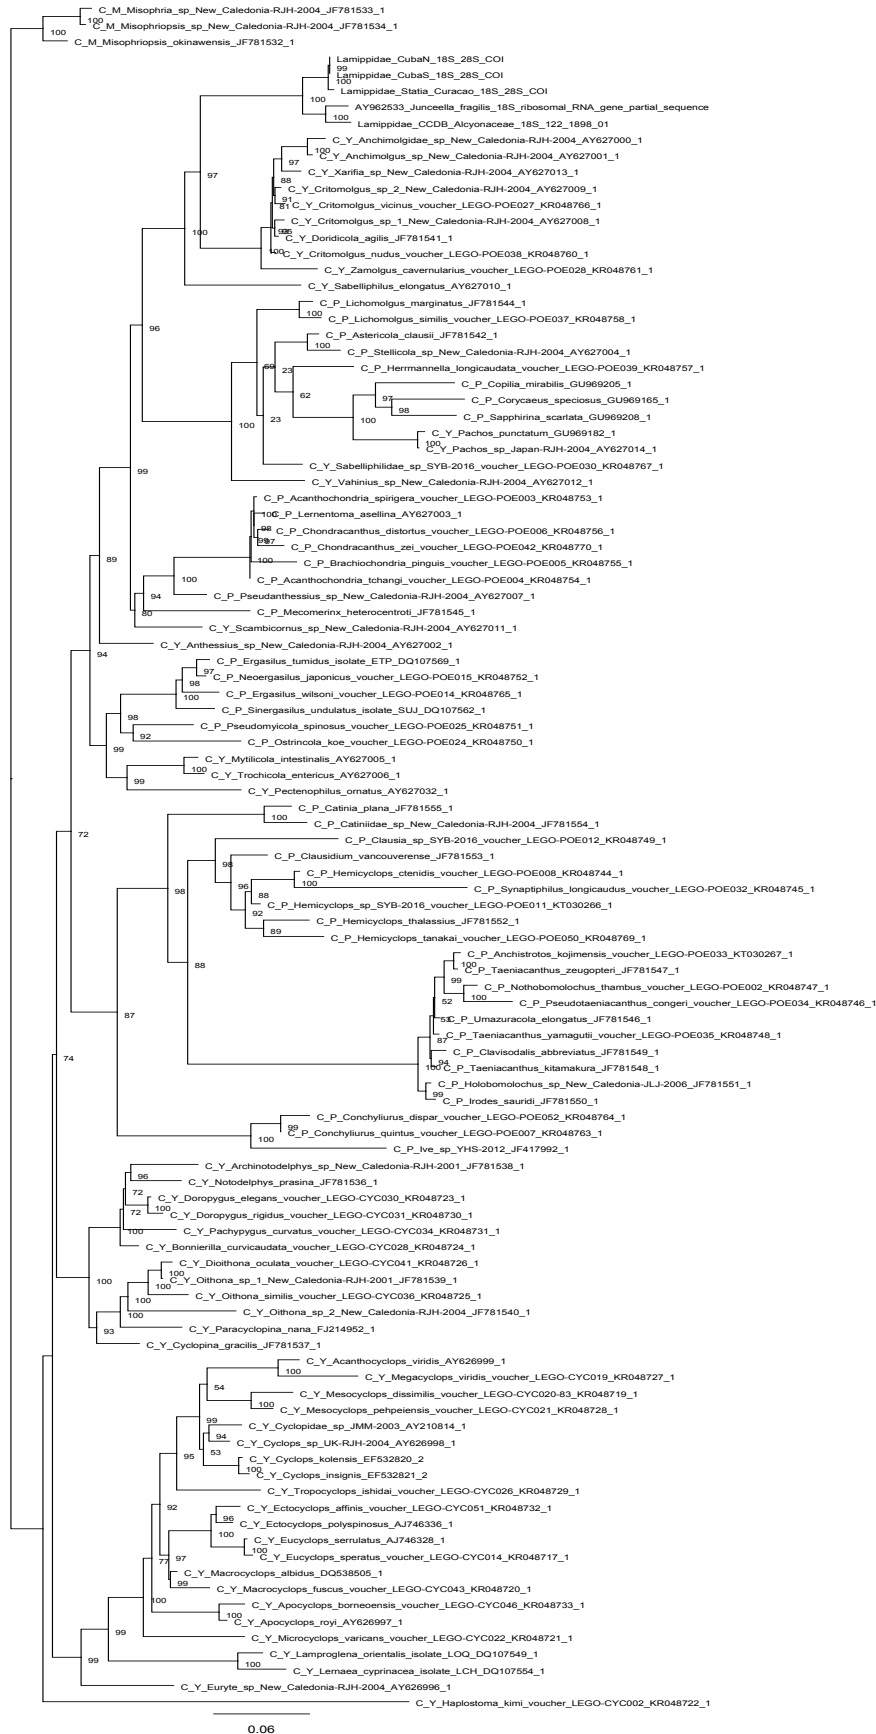 C_M_Misophria_sp_New_Caledonia-RJH-2004_JF781533_1
100
C_M_Misophriopsis_sp_New_Caledonia-RJH-2004_JF781534_1
100
C_M_Misophriopsis_okinawensis_JF781532_1
Lamippidae_CubaN_18S_28S_COI
99
Lamippidae_CubaS_18S_28S_COI
100
Lamippidae_Statia_Curacao_18S_28S_COI
100
AY962533_Junceella_fragilis_18S_ribosomal_RNA_gene_partial_sequence
Lamippidae_CCDB_Alcyonaceae_18S_122_1898_01
C_Y_Anchimolgidae_sp_New_Caledonia-RJH-2004_AY627000_1
100
C_Y_Anchimolgus_sp_New_Caledonia-RJH-2004_AY627001_1
97
C_Y_Xarifia_sp_New_Caledonia-RJH-2004_AY627013_1
97
88
C_Y_Critomolgus_sp_2_New_Caledonia-RJH-2004_AY627009_1
91
C_Y_Critomolgus_vicinus_voucher_LEGO-POE027_KR048766_1
81
C_Y_Critomolgus_sp_1_New_Caledonia-RJH-2004_AY627008_1
100
C_Y_Doridicola_agilis_JF781541_1
100
C_Y_Critomolgus_nudus_voucher_LEGO-POE038_KR048760_1
C_Y_Zamolgus_cavernularius_voucher_LEGO-POE028_KR048761_1
C_Y_Sabelliphilus_elongatus_AY627010_1
C_P_Lichomolgus_marginatus_JF781544_1
100
C_P_Lichomolgus_similis_voucher_LEGO-POE037_KR048758_1
96
C_P_Astericola_clausii_JF781542_1
100
C_P_Stellicola_sp_New_Caledonia-RJH-2004_AY627004_1
69
23
C_P_Herrmannella_longicaudata_voucher_LEGO-POE039_KR048757_1
C_P_Copilia_mirabilis_GU969205_1
62
97
C_P_Corycaeus_speciosus_GU969165_1
98
C_P_Sapphirina_scarlata_GU969208_1
100
23
100
C_Y_Pachos_punctatum_GU969182_1
100
C_Y_Pachos_sp_Japan-RJH-2004_AY627014_1
C_Y_Sabelliphilidae_sp_SYB-2016_voucher_LEGO-POE030_KR048767_1
99
C_Y_Vahinius_sp_New_Caledonia-RJH-2004_AY627012_1
C_P_Acanthochondria_spirigera_voucher_LEGO-POE003_KR048753_1
100
C_P_Lernentoma_asellina_AY627003_1
98
C_P_Chondracanthus_distortus_voucher_LEGO-POE006_KR048756_1
97
C_P_Chondracanthus_zei_voucher_LEGO-POE042_KR048770_1
89
100
C_P_Brachiochondria_pinguis_voucher_LEGO-POE005_KR048755_1
100
C_P_Acanthochondria_tchangi_voucher_LEGO-POE004_KR048754_1
94
C_P_Pseudanthessius_sp_New_Caledonia-RJH-2004_AY627007_1
80
C_P_Mecomerinx_heterocentroti_JF781545_1
C_Y_Scambicornus_sp_New_Caledonia-RJH-2004_AY627011_1
C_Y_Anthessius_sp_New_Caledonia-RJH-2004_AY627002_1
94
C_P_Ergasilus_tumidus_isolate_ETP_DQ107569_1
97
C_P_Neoergasilus_japonicus_voucher_LEGO-POE015_KR048752_1
98
C_P_Ergasilus_wilsoni_voucher_LEGO-POE014_KR048765_1
100
C_P_Sinergasilus_undulatus_isolate_SUJ_DQ107562_1
98
C_P_Pseudomyicola_spinosus_voucher_LEGO-POE025_KR048751_1
92
C_P_Ostrincola_koe_voucher_LEGO-POE024_KR048750_1
99
C_Y_Mytilicola_intestinalis_AY627005_1
100
C_Y_Trochicola_entericus_AY627006_1
99
C_Y_Pectenophilus_ornatus_AY627032_1
C_P_Catinia_plana_JF781555_1
100
C_P_Catiniidae_sp_New_Caledonia-RJH-2004_JF781554_1
72
C_P_Clausia_sp_SYB-2016_voucher_LEGO-POE012_KR048749_1
C_P_Clausidium_vancouverense_JF781553_1
98
C_P_Hemicyclops_ctenidis_voucher_LEGO-POE008_KR048744_1
100
96
C_P_Synaptiphilus_longicaudus_voucher_LEGO-POE032_KR048745_1
98
88
C_P_Hemicyclops_sp_SYB-2016_voucher_LEGO-POE011_KT030266_1
92
C_P_Hemicyclops_thalassius_JF781552_1
89
C_P_Hemicyclops_tanakai_voucher_LEGO-POE050_KR048769_1
C_P_Anchistrotos_kojimensis_voucher_LEGO-POE033_KT030267_1
88
100
C_P_Taeniacanthus_zeugopteri_JF781547_1
99
C_P_Nothobomolochus_thambus_voucher_LEGO-POE002_KR048747_1
52
100
C_P_Pseudotaeniacanthus_congeri_voucher_LEGO-POE034_KR048746_1
87
53
C_P_Umazuracola_elongatus_JF781546_1
C_P_Taeniacanthus_yamagutii_voucher_LEGO-POE035_KR048748_1
87
C_P_Clavisodalis_abbreviatus_JF781549_1
74
94
100
C_P_Taeniacanthus_kitamakura_JF781548_1
C_P_Holobomolochus_sp_New_Caledonia-JLJ-2006_JF781551_1
99
C_P_Irodes_sauridi_JF781550_1
C_P_Conchyliurus_dispar_voucher_LEGO-POE052_KR048764_1
99
C_P_Conchyliurus_quintus_voucher_LEGO-POE007_KR048763_1
100
C_P_Ive_sp_YHS-2012_JF417992_1
C_Y_Archinotodelphys_sp_New_Caledonia-RJH-2001_JF781538_1
96
C_Y_Notodelphys_prasina_JF781536_1
72
C_Y_Doropygus_elegans_voucher_LEGO-CYC030_KR048723_1
72
100
C_Y_Doropygus_rigidus_voucher_LEGO-CYC031_KR048730_1
100
C_Y_Pachypygus_curvatus_voucher_LEGO-CYC034_KR048731_1
C_Y_Bonnierilla_curvicaudata_voucher_LEGO-CYC028_KR048724_1
C_Y_Dioithona_oculata_voucher_LEGO-CYC041_KR048726_1
100
100
100
C_Y_Oithona_sp_1_New_Caledonia-RJH-2001_JF781539_1
100
C_Y_Oithona_similis_voucher_LEGO-CYC036_KR048725_1
100
C_Y_Oithona_sp_2_New_Caledonia-RJH-2004_JF781540_1
93
C_Y_Paracyclopina_nana_FJ214952_1
C_Y_Cyclopina_gracilis_JF781537_1
C_Y_Acanthocyclops_viridis_AY626999_1
100
C_Y_Megacyclops_viridis_voucher_LEGO-CYC019_KR048727_1
54
C_Y_Mesocyclops_dissimilis_voucher_LEGO-CYC020-83_KR048719_1
100
C_Y_Mesocyclops_pehpeiensis_voucher_LEGO-CYC021_KR048728_1
99
C_Y_Cyclopidae_sp_JMM-2003_AY210814_1
94
C_Y_Cyclops_sp_UK-RJH-2004_AY626998_1
95
53
C_Y_Cyclops_kolensis_EF532820_2
100
C_Y_Cyclops_insignis_EF532821_2
C_Y_Tropocyclops_ishidai_voucher_LEGO-CYC026_KR048729_1
92
C_Y_Ectocyclops_affinis_voucher_LEGO-CYC051_KR048732_1
96
C_Y_Ectocyclops_polyspinosus_AJ746336_1
100
C_Y_Eucyclops_serrulatus_AJ746328_1
100
C_Y_Eucyclops_speratus_voucher_LEGO-CYC014_KR048717_1
77
97
C_Y_Macrocyclops_albidus_DQ538505_1
99
C_Y_Macrocyclops_fuscus_voucher_LEGO-CYC043_KR048720_1
100
C_Y_Apocyclops_borneoensis_voucher_LEGO-CYC046_KR048733_1
100
C_Y_Apocyclops_royi_AY626997_1
99
C_Y_Microcyclops_varicans_voucher_LEGO-CYC022_KR048721_1
C_Y_Lamproglena_orientalis_isolate_LOQ_DQ107549_1
99
100
C_Y_Lernaea_cyprinacea_isolate_LCH_DQ107554_1
C_Y_Euryte_sp_New_Caledonia-RJH-2004_AY626996_1
C_Y_Haplostoma_kimi_voucher_LEGO-CYC002_KR048722_1
0.06